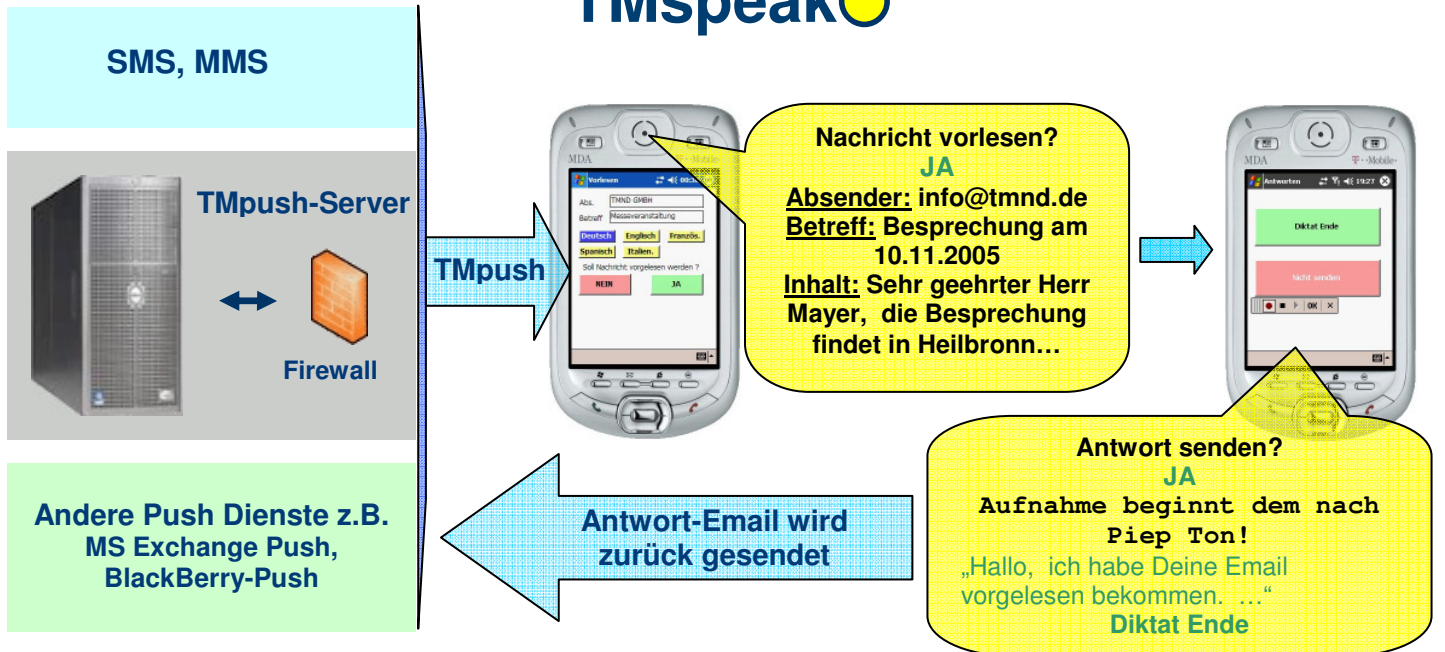 TMspeak
SMS, MMS
TMpush-Server
Firewall
Andere Push Dienste z.B.
MS Exchange Push,
BlackBerry-Push
TMpush
MDA
T··Mobile·
Vorlesen
Abs. TMND GMBH
Betreff Messeveranstaltung
Deutsch Englisch Französ.
Spanisch Italien.
Soll Nachricht vorgelesen werden ?
NEIN JA
Nachricht vorlesen?
JA
Absender: info@tmnd.de
Betreff: Besprechung am
10.11.2005
Inhalt: Sehr geehrter Herr
Mayer, die Besprechung
findet in Heilbronn…
MDA
T··Mobile·
Antworten 19:27
Diktat Ende
Nicht senden
OK
Antwort senden?
JA
Aufnahme beginnt dem nach
Piep Ton!
„Hallo, ich habe Deine Email
vorgelesen bekommen. …“
Diktat Ende
Antwort-Email wird
zurück gesendet